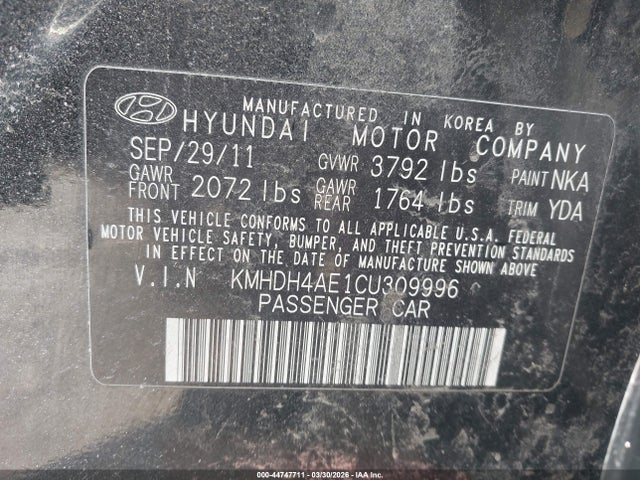 MANUFACTURED IN KOREA BY
HYUNDAI MOTOR COMPANY
SEP/29/11 GVWR 3792 lbs PAINT NKA
GAWR FRONT 2072 lbs GAWR REAR 1764 lbs TRIM YDA
THIS VEHICLE CONFORMS TO ALL APPLICABLE U.S.A. FEDERAL
MOTOR VEHICLE SAFETY, BUMPER, AND THEFT PREVENTION STANDARDS
IN EFFECT ON THE DATE OF MANUFACTURE SHOWN ABOVE
V.I.N KMHDH4AE1CU309996
PASSENGER CAR
000-44747711 - 03/30/2026 - IAA Inc.